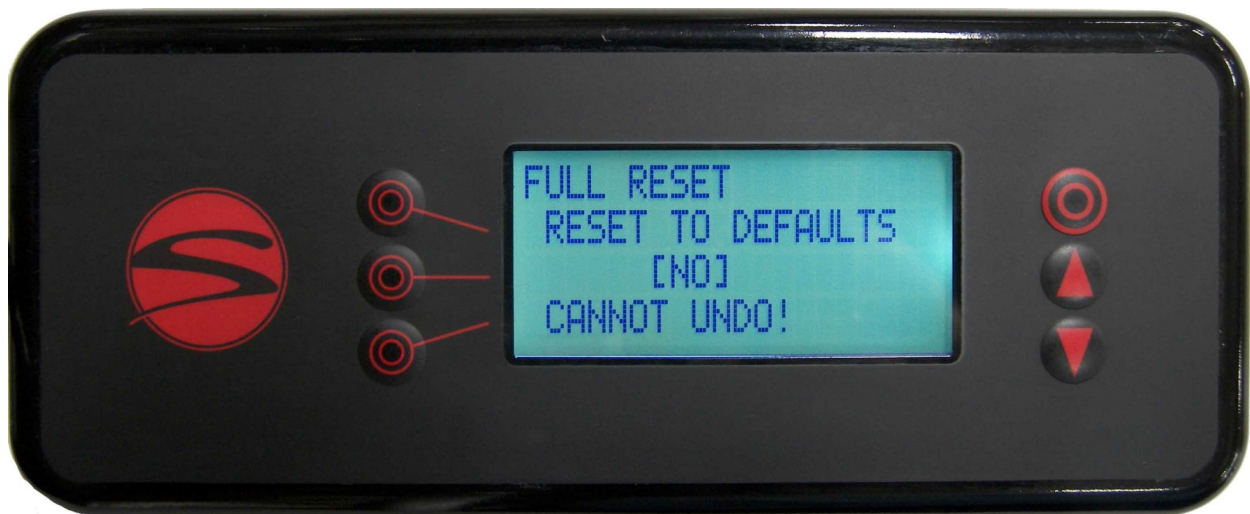 FULL RESET
RESET TO DEFAULTS
[NO]
CANNOT UNDO!